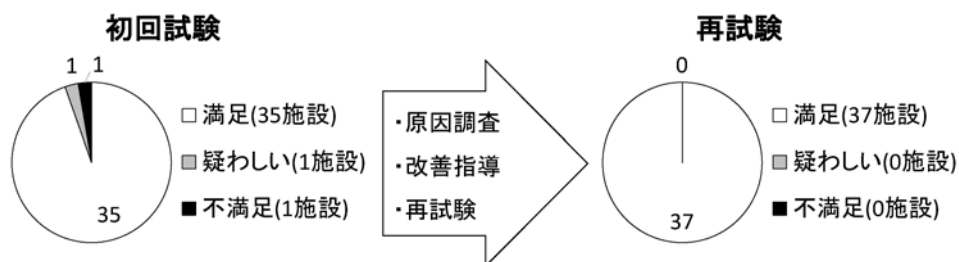 初回試験
1 1
35
□ 満足(35施設)
■ 疑わしい(1施設)
■ 不満足(1施設)
・原因調査
・改善指導
・再試験
再試験
0
37
□ 満足(37施設)
■ 疑わしい(0施設)
■ 不満足(0施設)